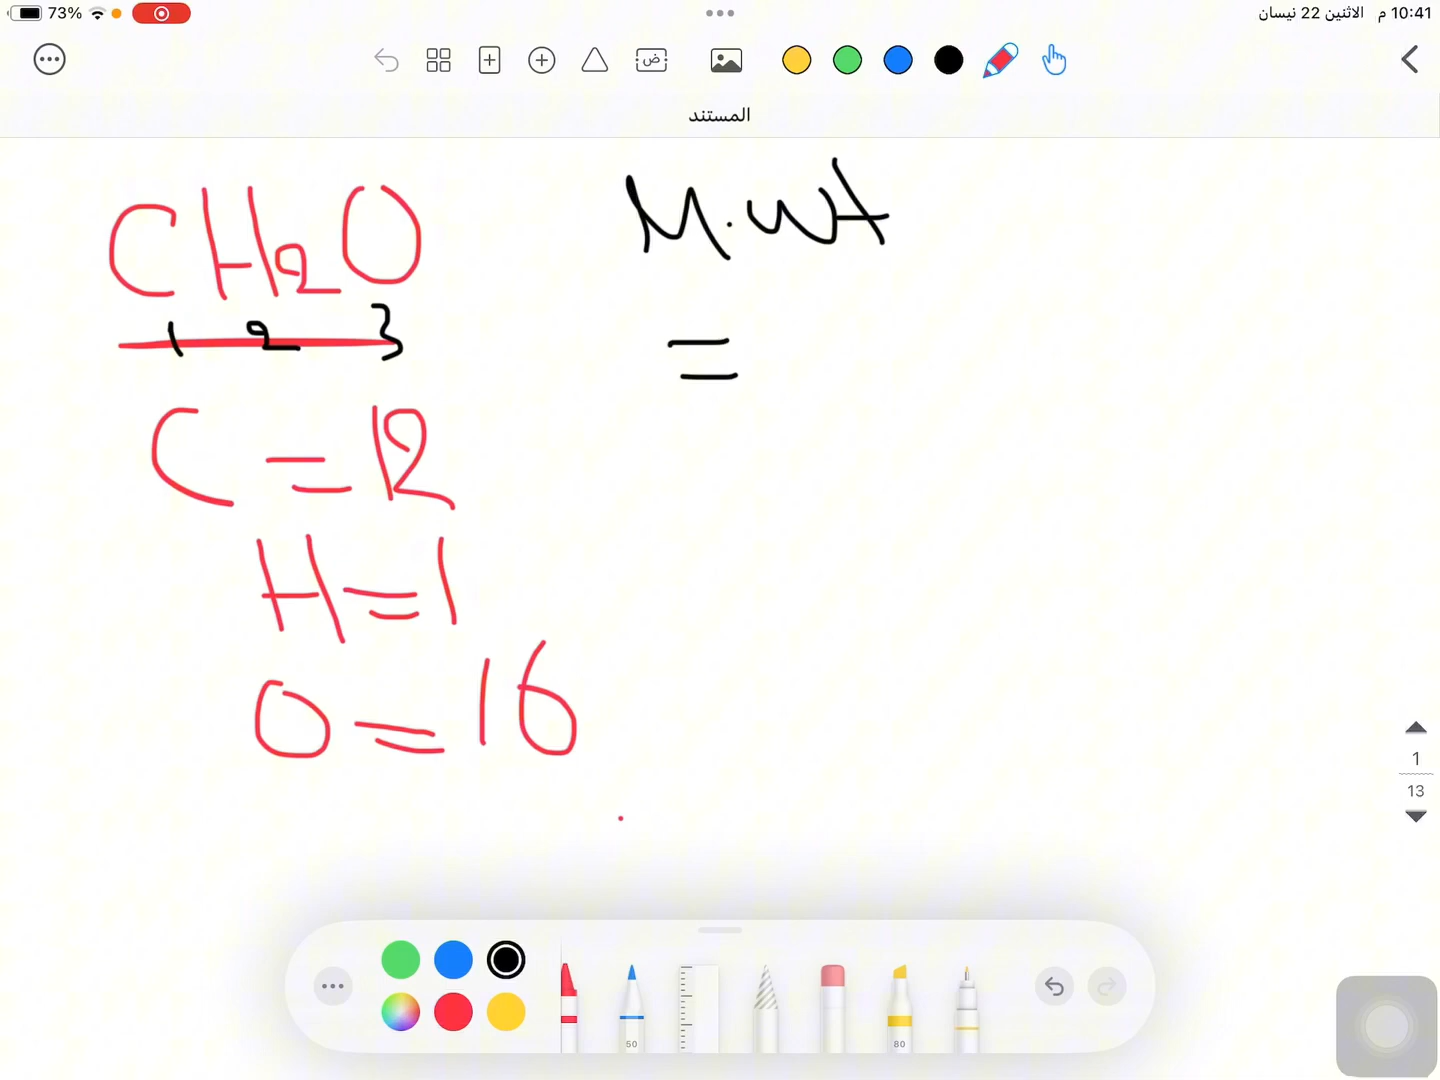 73%
10:41 م الاثنين 22 نيسان
ض
المستند
CH2O
1 2 3
C = 12
H = 1
O = 16
M.wt
=
1
13
50
80